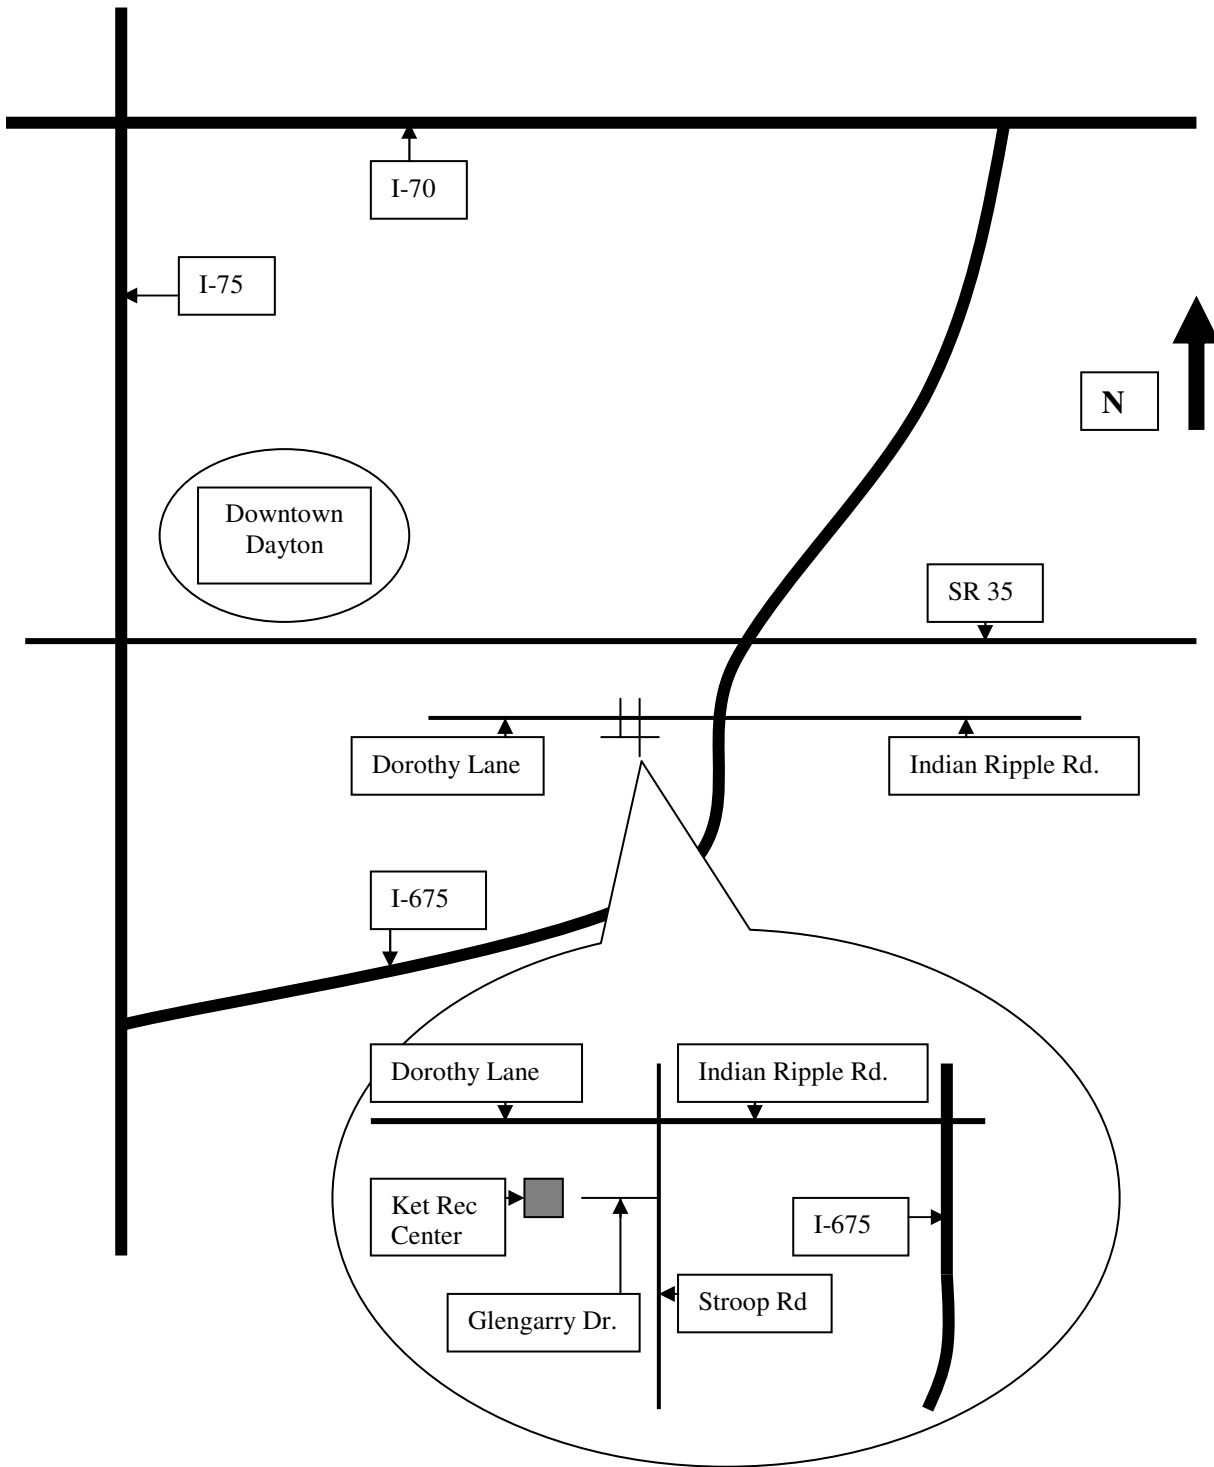 I-70
I-75
N
Downtown
Dayton
SR 35
Dorothy Lane
Indian Ripple Rd.
I-675
Dorothy Lane
Indian Ripple Rd.
Ket Rec
Center
I-675
Stroop Rd
Glengarry Dr.